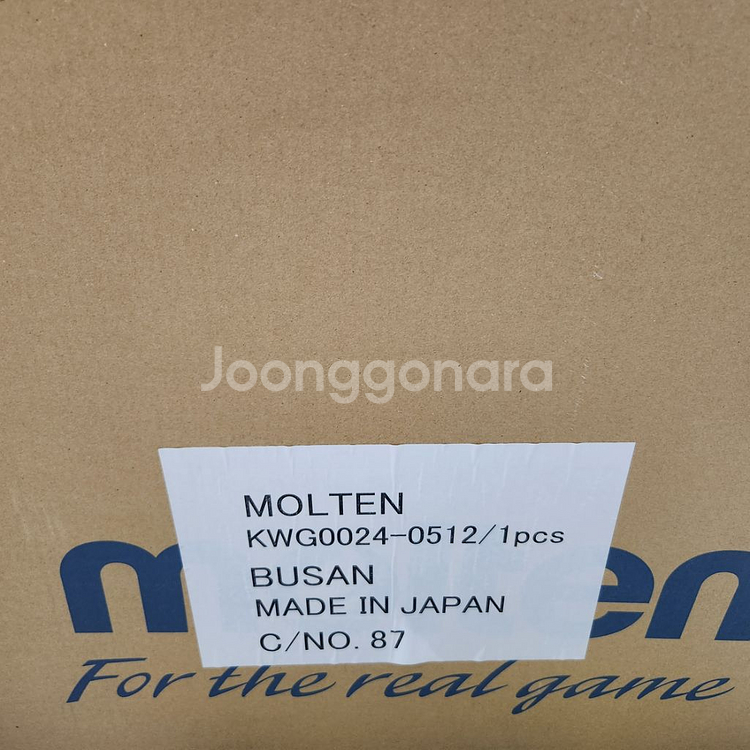 Joonggonara
MOLTEN
KWG0024-0512/1pcs
BUSAN
MADE IN JAPAN
C/NO. 87
For the real game